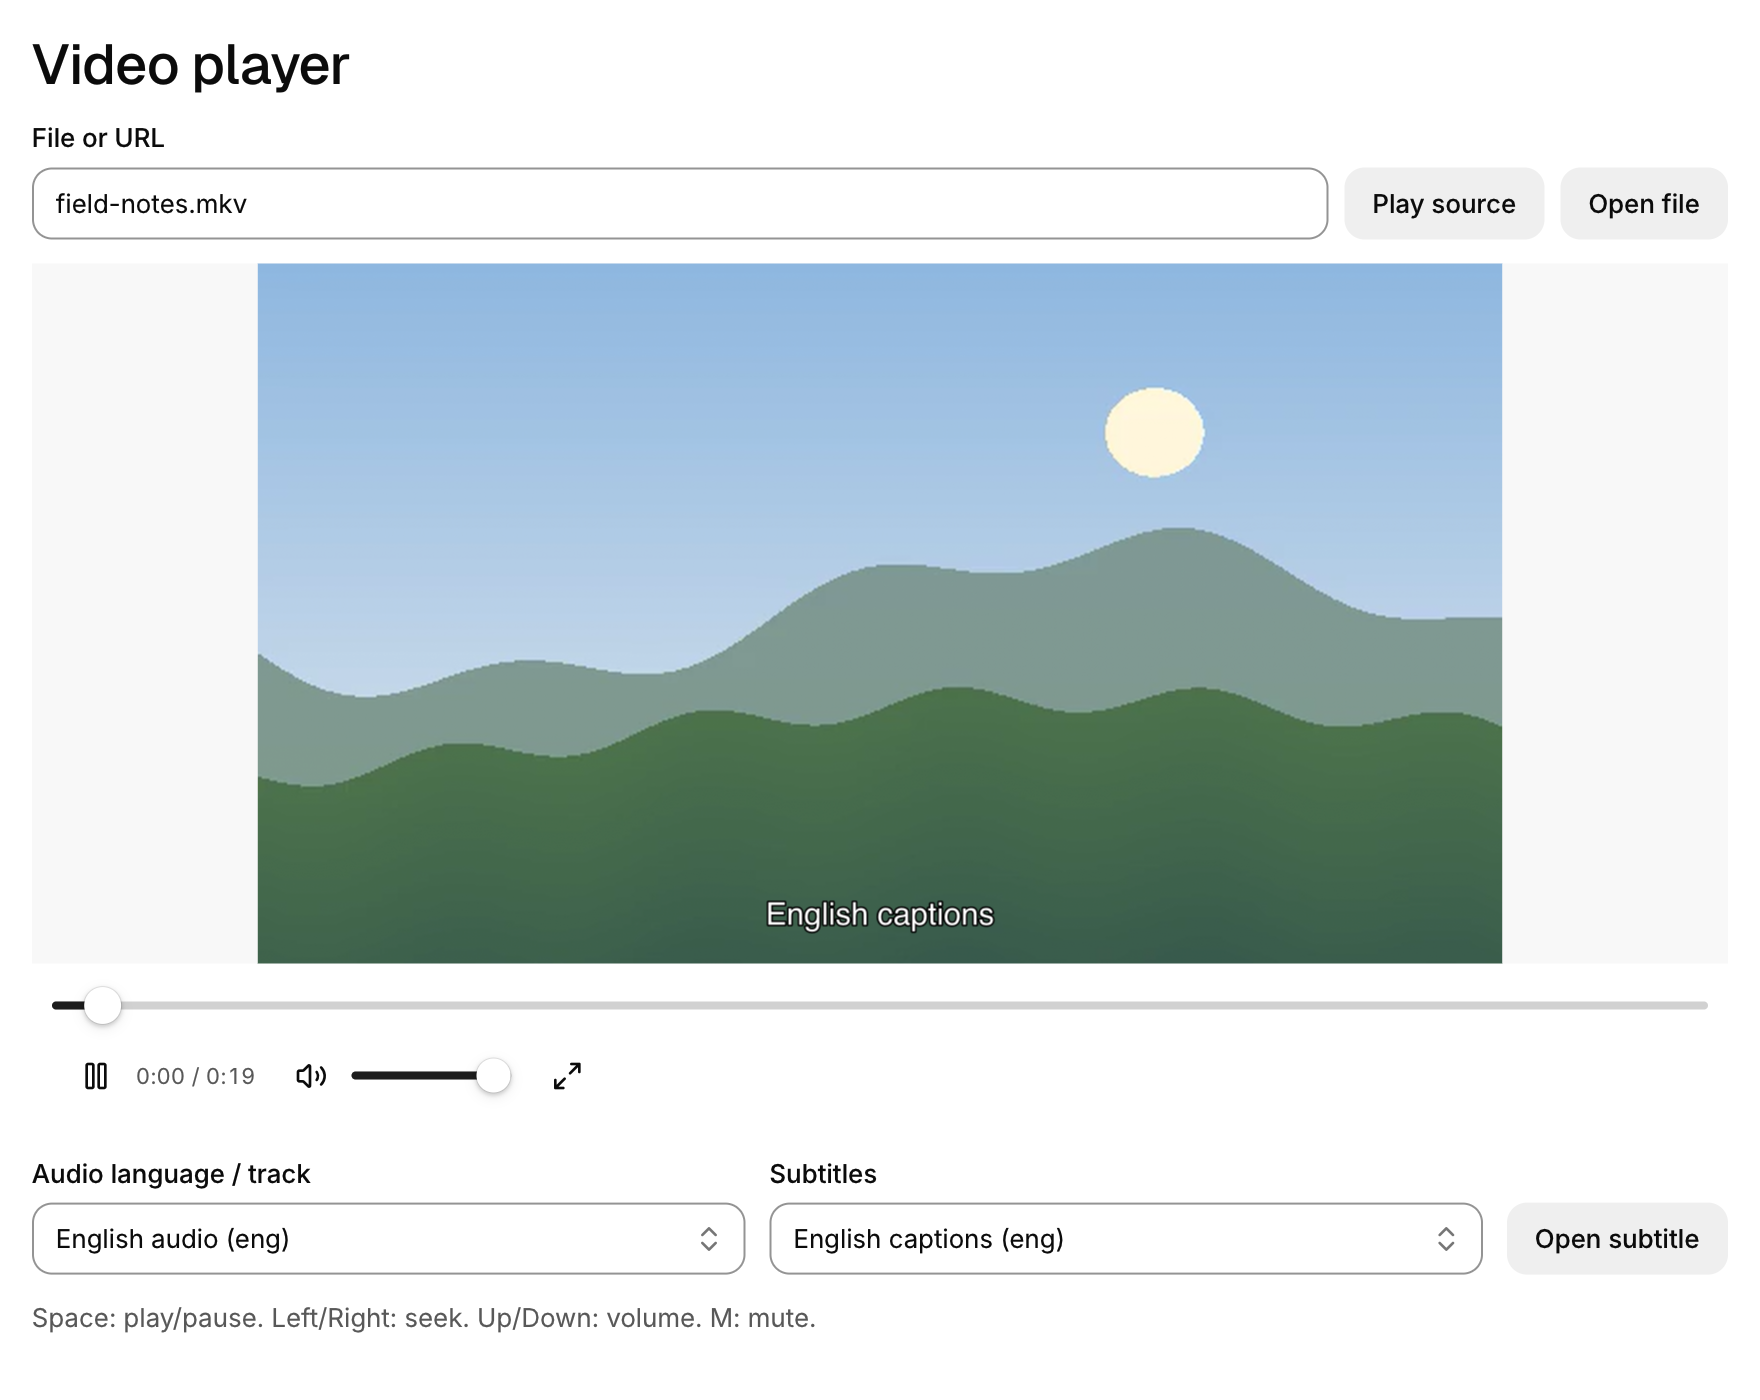 Video player
File or URL
field-notes.mkv
Play source
Open file
English captions
0:00 / 0:19
Audio language / track
Subtitles
English audio (eng)
English captions (eng)
Open subtitle
Space: play/pause. Left/Right: seek. Up/Down: volume. M: mute.